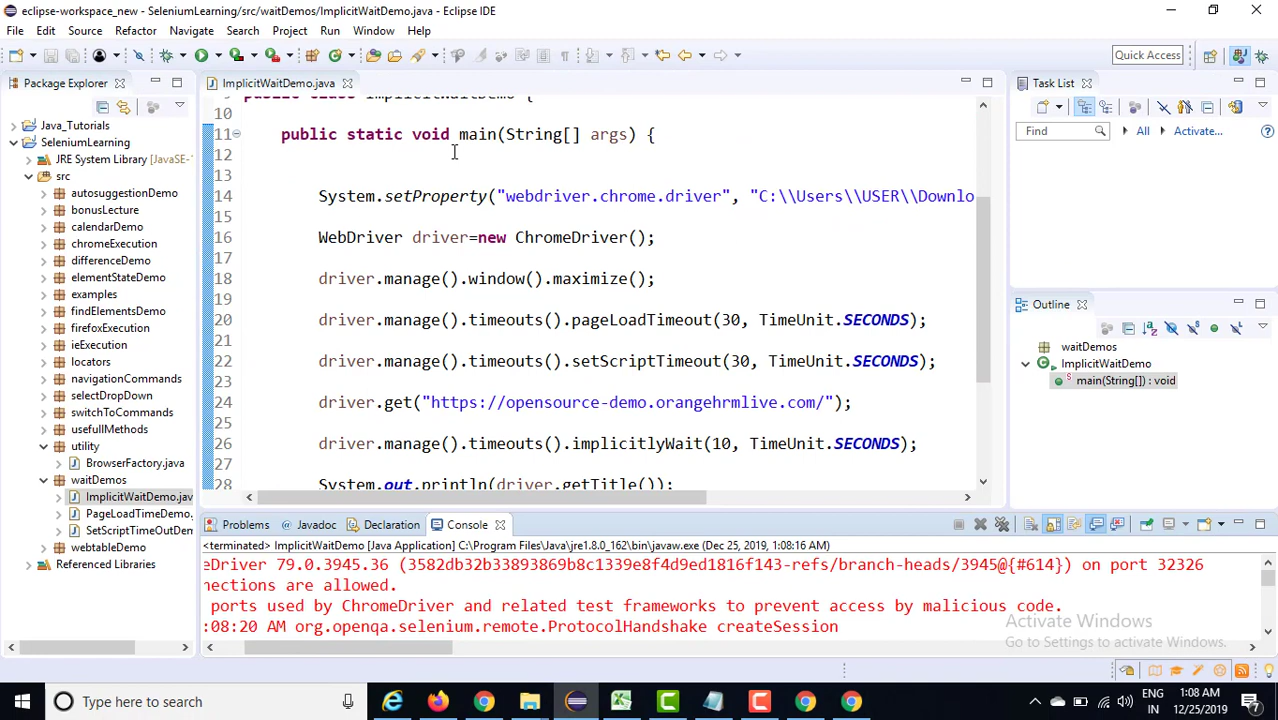 eclipse-workspace_new - SeleniumLearning/src/waitDemos/ImplicitWaitDemo.java - Eclipse IDE
File Edit Source Refactor Navigate Search Project Run Window Help
Quick Access
Package Explorer
Java_Tutorials
SeleniumLearning
JRE System Library [JavaSE-
src
autosuggestionDemo
bonusLecture
calendarDemo
chromeExecution
differenceDemo
elementStateDemo
examples
findElementsDemo
firefoxExecution
ieExecution
locators
navigationCommands
selectDropDown
switchToCommands
usefulMethods
utility
BrowserFactory.java
waitDemos
ImplicitWaitDemo.jav
PageLoadTimeDemo.
SetScriptTimeOutDem
webtableDemo
Referenced Libraries
ImplicitWaitDemo.java
9 public class ImplicitWaitDemo {
10
11 public static void main(String[] args) {
12
13
14 System.setProperty("webdriver.chrome.driver", "C:\\Users\\USER\\Downlo
15
16 WebDriver driver=new ChromeDriver();
17
18 driver.manage().window().maximize();
19
20 driver.manage().timeouts().pageLoadTimeout(30, TimeUnit.SECONDS);
21
22 driver.manage().timeouts().setScriptTimeout(30, TimeUnit.SECONDS);
23
24 driver.get("https://opensource-demo.orangehrmlive.com/");
25
26 driver.manage().timeouts().implicitlyWait(10, TimeUnit.SECONDS);
27
28 System.out.println(driver.getTitle());
Task List
Find All Activate...
Outline
waitDemos
ImplicitWaitDemo
main(String[]) : void
Problems Javadoc Declaration Console
<terminated> ImplicitWaitDemo [Java Application] C:\Program Files\Java\jre1.8.0_162\bin\javaw.exe (Dec 25, 2019, 1:08:16 AM)
eDriver 79.0.3945.36 (3582db32b33893869b8c1339e8f4d9ed1816f143-refs/branch-heads/3945@{#614}) on port 32326
nections are allowed.
ports used by ChromeDriver and related test frameworks to prevent access by malicious code.
:08:20 AM org.openqa.selenium.remote.ProtocolHandshake createSession
Activate Windows
Go to Settings to activate Windows.
Type here to search
ENG
IN
1:08 AM
12/25/2019
7